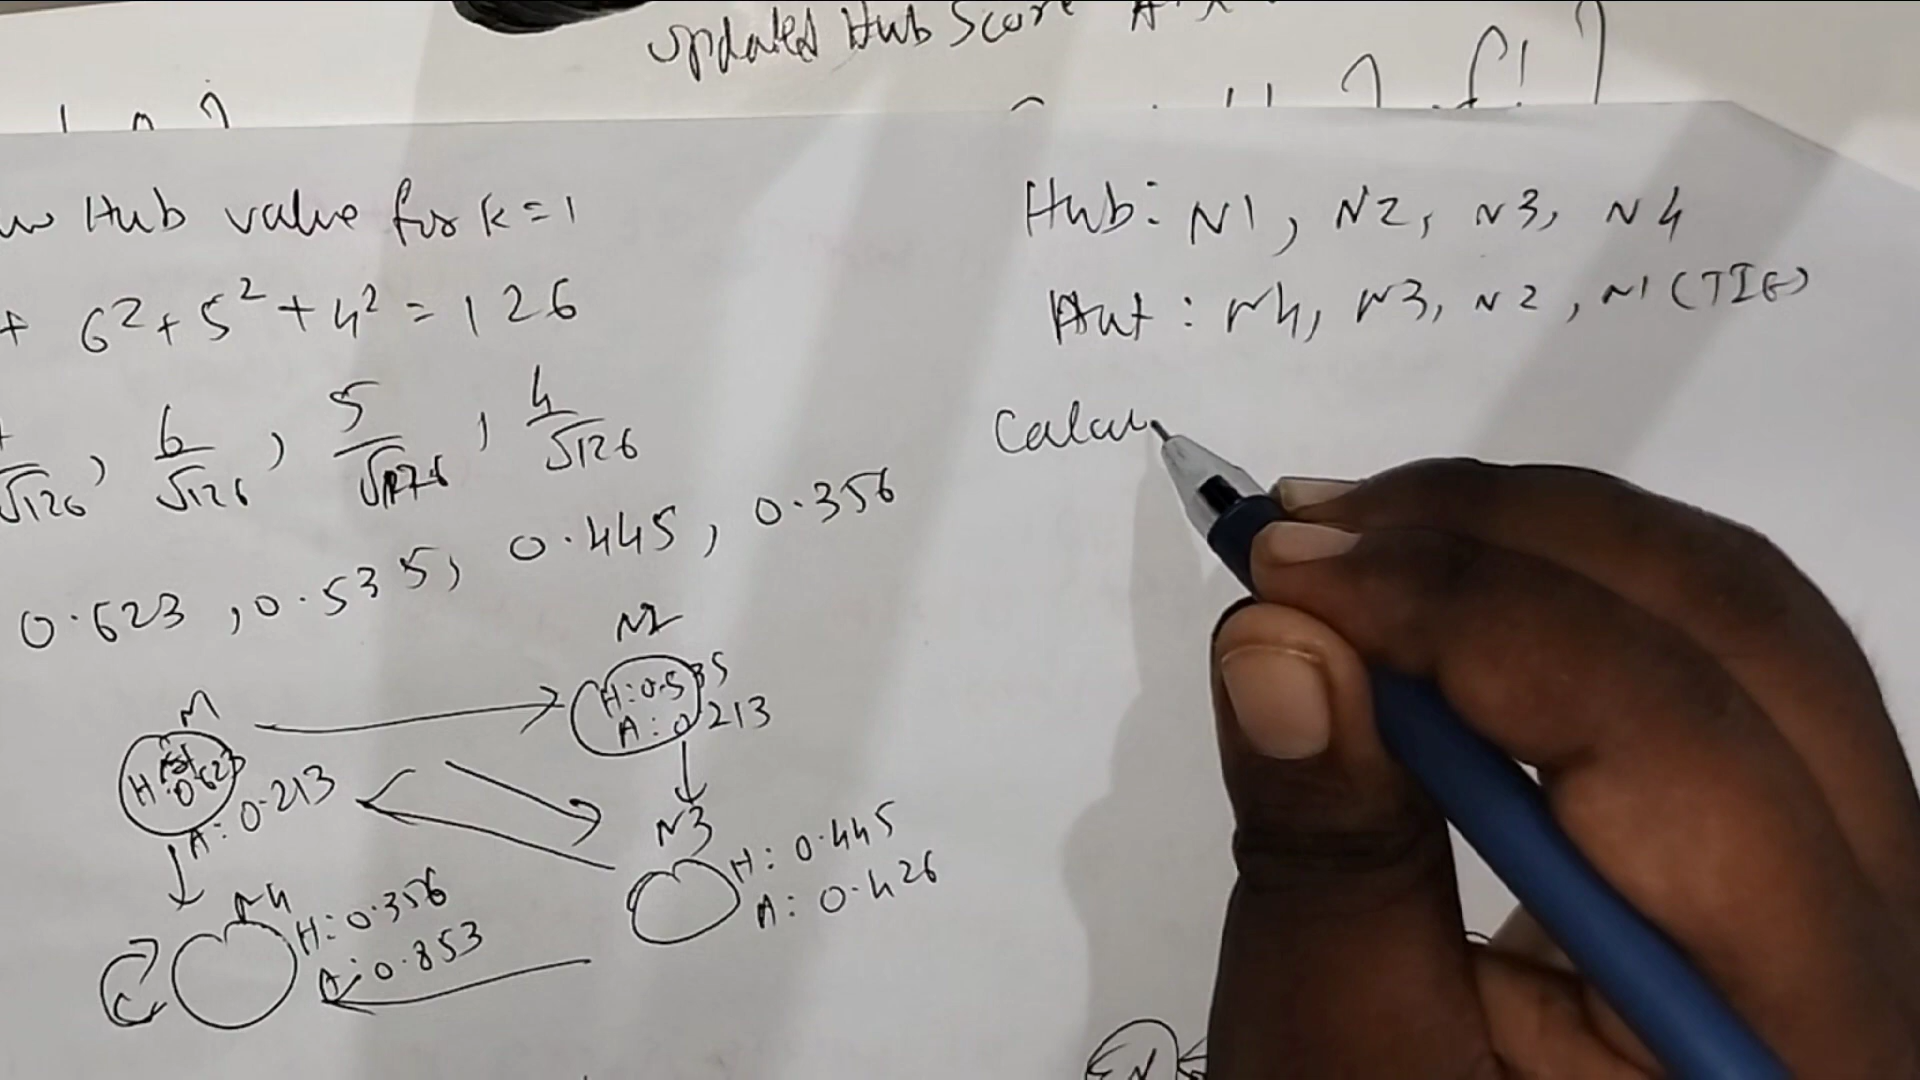 updated Hub Score
Hub value for k=1
+ 6² + 5² + 4² = 126
√126, 6/√126, 5/√126, 4/√126
0.623, 0.535, 0.445, 0.356
N2
H:0.535
A:0.213
H:0.623
A:0.213
N3
H:0.445
A:0.426
N4
H:0.356
A:0.853
Hub: N1, N2, N3, N4
Aut: N4, N3, N2, N1 (TIE)
Calcu